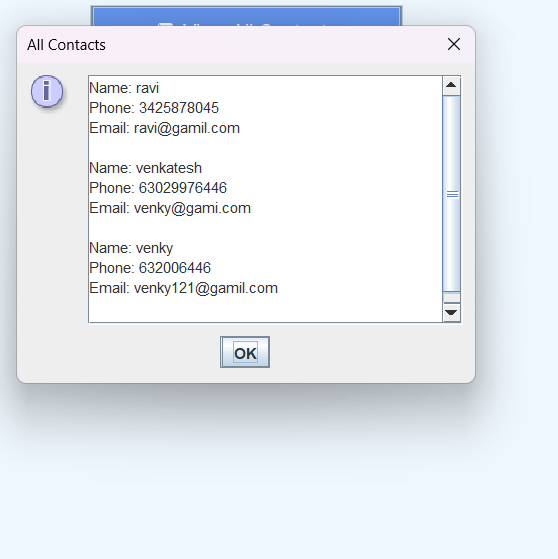 All Contacts
Name: ravi
Phone: 3425878045
Email: ravi@gamil.com
Name: venkatesh
Phone: 63029976446
Email: venky@gami.com
Name: venky
Phone: 632006446
Email: venky121@gamil.com
OK